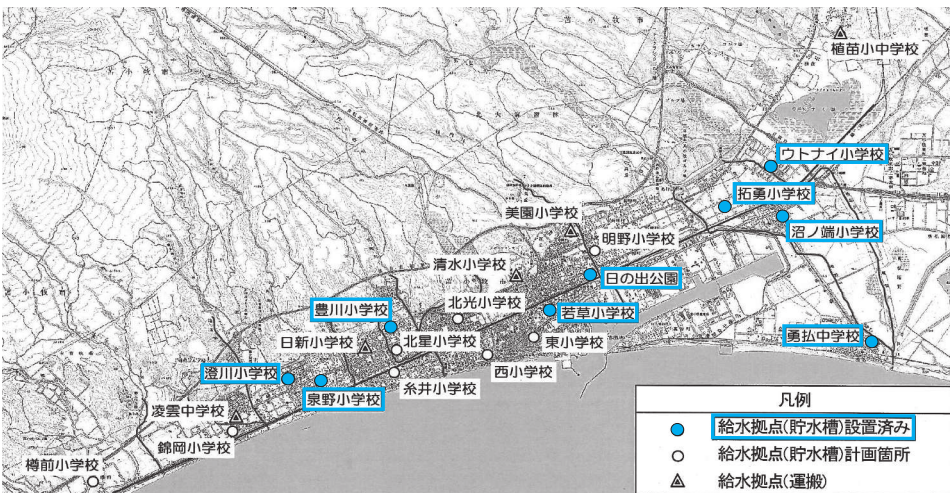 植苗小中学校
ウトナイ小学校
拓勇小学校
沼ノ端小学校
美園小学校
明野小学校
清水小学校
日の出公園
北光小学校
若草小学校
豊川小学校
日新小学校
北星小学校
東小学校
勇払中学校
西小学校
澄川小学校
糸井小学校
泉野小学校
凌雲中学校
錦岡小学校
樽前小学校
凡例
給水拠点(貯水槽)設置済み
給水拠点(貯水槽)計画箇所
給水拠点(運搬)